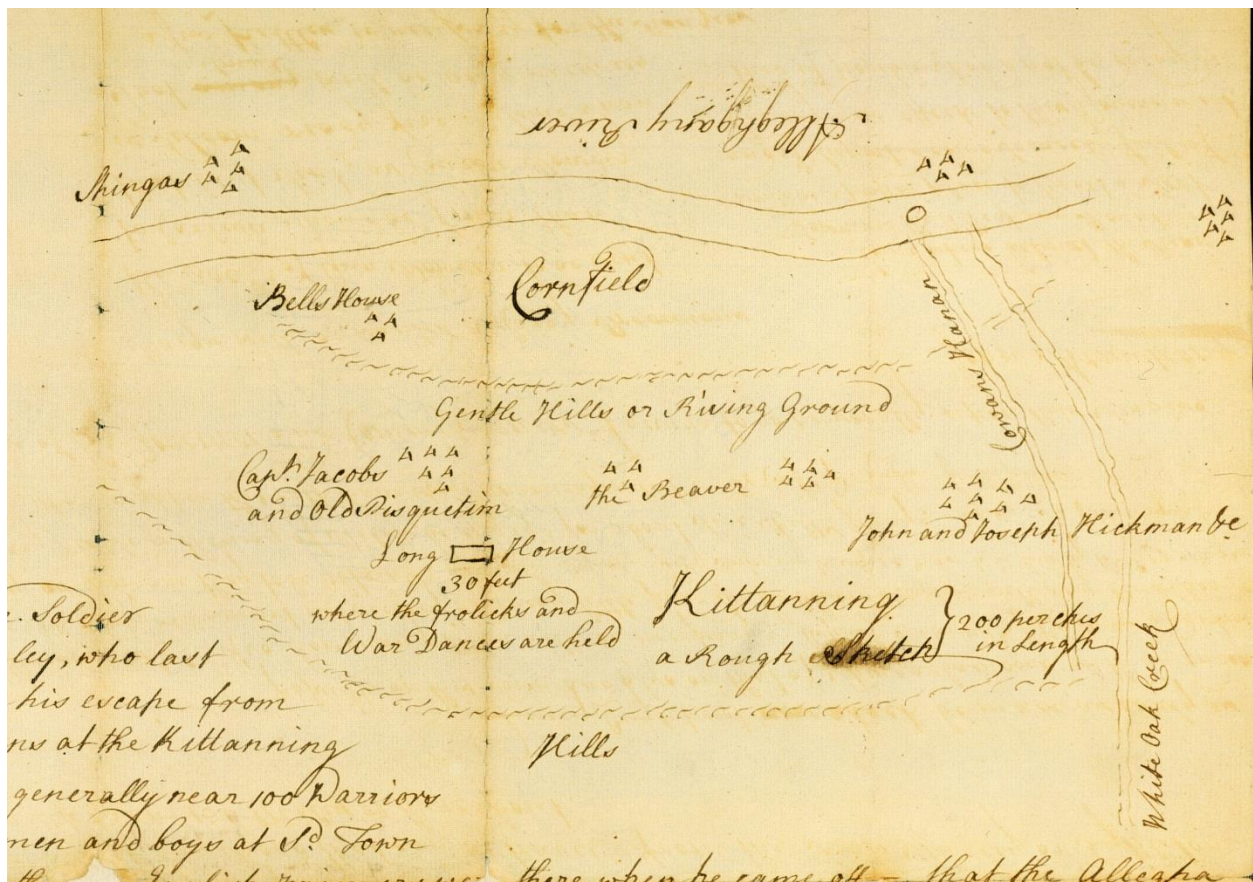 Alleghgany River
Shingas
Bells House
Cornfield
Cowans Hanan
Gentle Hills or Rising Ground
Capt. Jacobs
and Old Pisquetim
the Beaver
John and Joseph Hickman &c
Long House
30 feet
where the frolicks and
War Dances are held
Kittanning
a Rough Sketch
200 perches
in Length
White Oak Creek
Hills
Soldier
ley, who last
his escape from
ns at the Kittanning
generally near 100 Warriors
men and boys at Sd. Town
there when he came off — that the Allegha